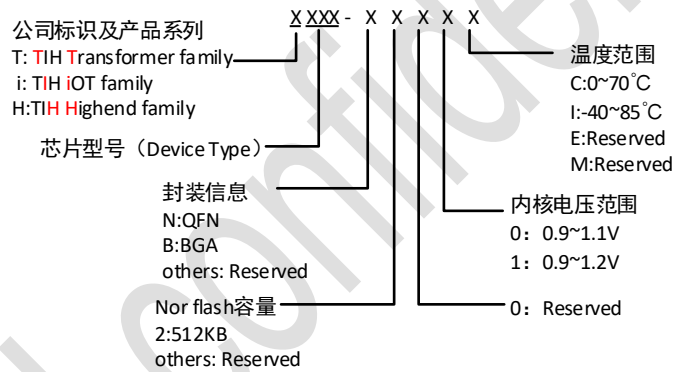 X XXX - X X X X X
公司标识及产品系列
T: TIH Transformer family
i: TIH iOT family
H:TIH Highend family
芯片型号（Device Type）
封装信息
N:QFN
B:BGA
others: Reserved
Nor flash容量
2:512KB
others: Reserved
温度范围
C:0~70°C
I:-40~85°C
E:Reserved
M:Reserved
内核电压范围
0：0.9~1.1V
1：0.9~1.2V
0：Reserved